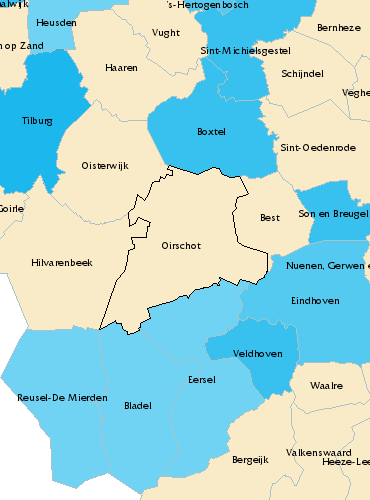 alwijk
's-Hertogenbosch
Heusden
Vught
Bernheze
n op Zand
Sint-Michielsgestel
Haaren
Schijndel
Veghe
Tilburg
Boxtel
Sint-Oedenrode
Oisterwijk
Goirle
Best
Son en Breugel
Oirschot
Hilvarenbeek
Nuenen, Gerwen e
Eindhoven
Veldhoven
Eersel
Waalre
Reusel-De Mierden
Bladel
Valkenswaard
Bergeijk
Heeze-Lee